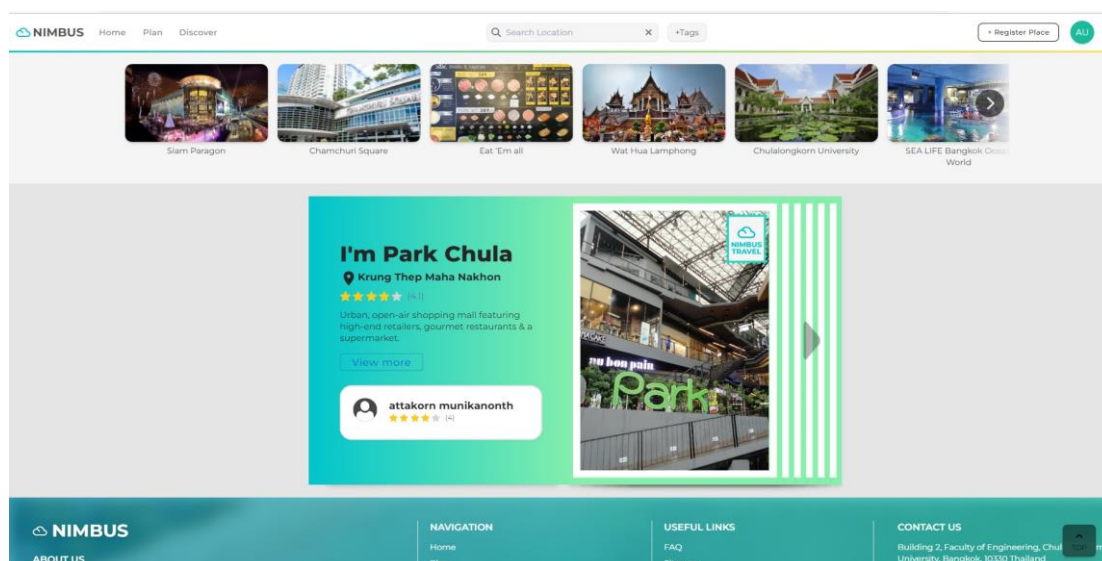 NIMBUS
Home Plan Discover
Search Location X +Tags
+ Register Place
AU
Siam Paragon
Chamchuri Square
Eat 'Em all
Wat Hua Lamphong
Chulalongkorn University
SEA LIFE Bangkok Ocean
World
I'm Park Chula
Krung Thep Maha Nakhon
(4.1)
Urban, open-air shopping mall featuring
high-end retailers, gourmet restaurants & a
supermarket.
View more
attakorn munikanonth
(4)
NIMBUS
TRAVEL
au bon pain
Park
NIMBUS
ABOUT US
NAVIGATION
Home
USEFUL LINKS
FAQ
CONTACT US
Building 2, Faculty of Engineering, Chul
University, Bangkok, 10330 Thailand
TOP